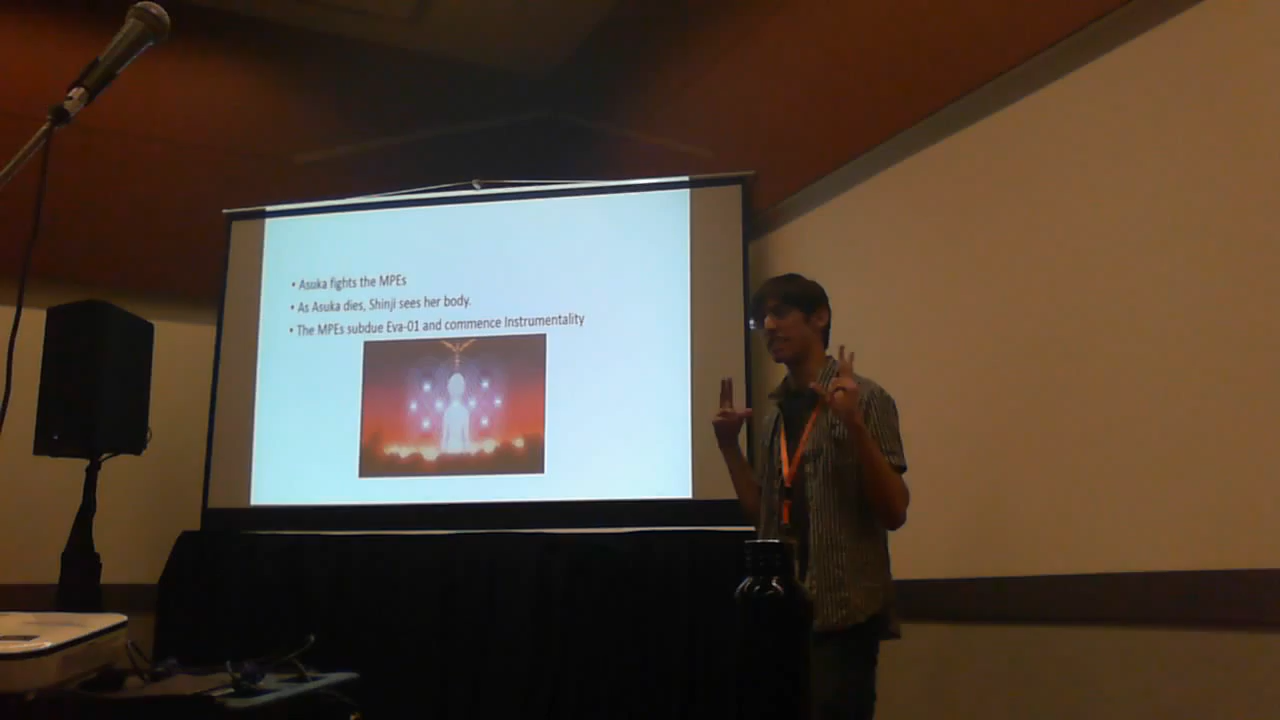 • Asuka fights the MPEs
• As Asuka dies, Shinji sees her body.
• The MPEs subdue Eva-01 and commence Instrumentality